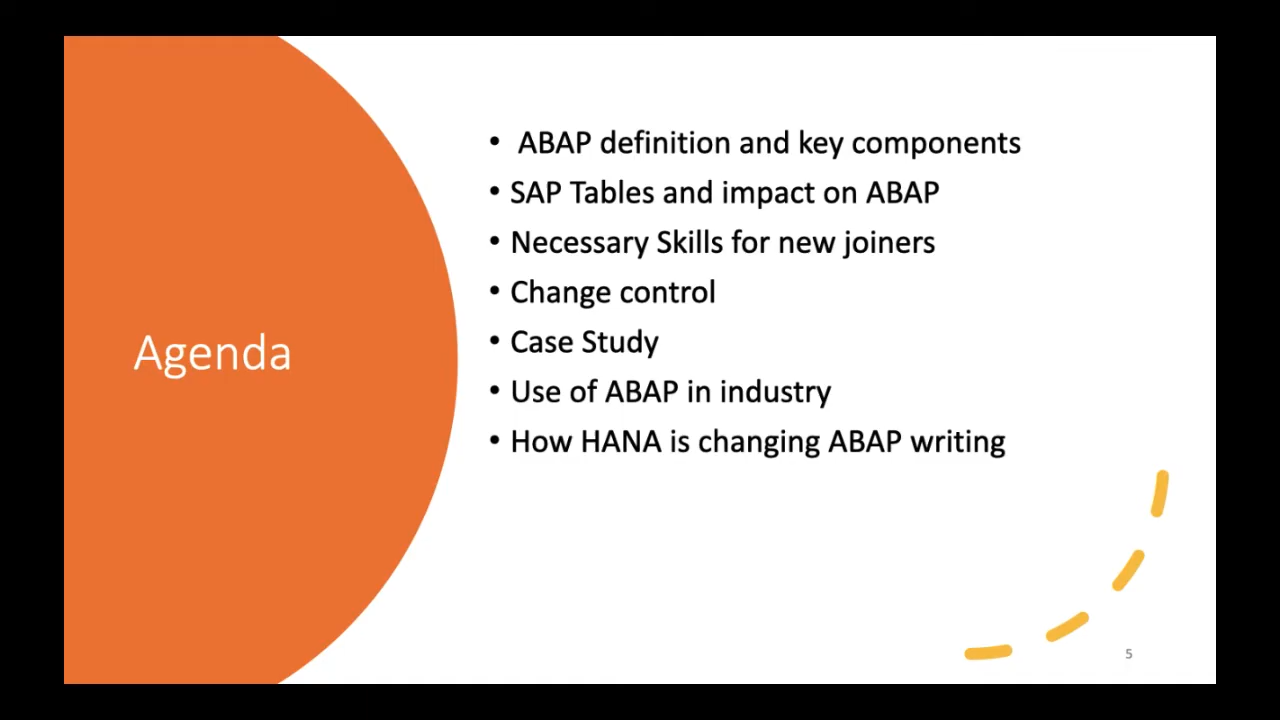 Agenda
• ABAP definition and key components
• SAP Tables and impact on ABAP
• Necessary Skills for new joiners
• Change control
• Case Study
• Use of ABAP in industry
• How HANA is changing ABAP writing
5